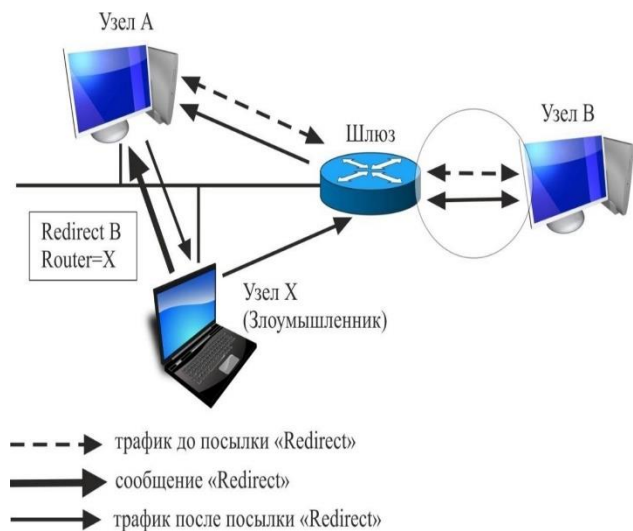 Узел А
Шлюз
Узел В
Redirect B
Router=X
Узел X
(Злоумышленник)
трафик до посылки «Redirect»
сообщение «Redirect»
трафик после посылки «Redirect»